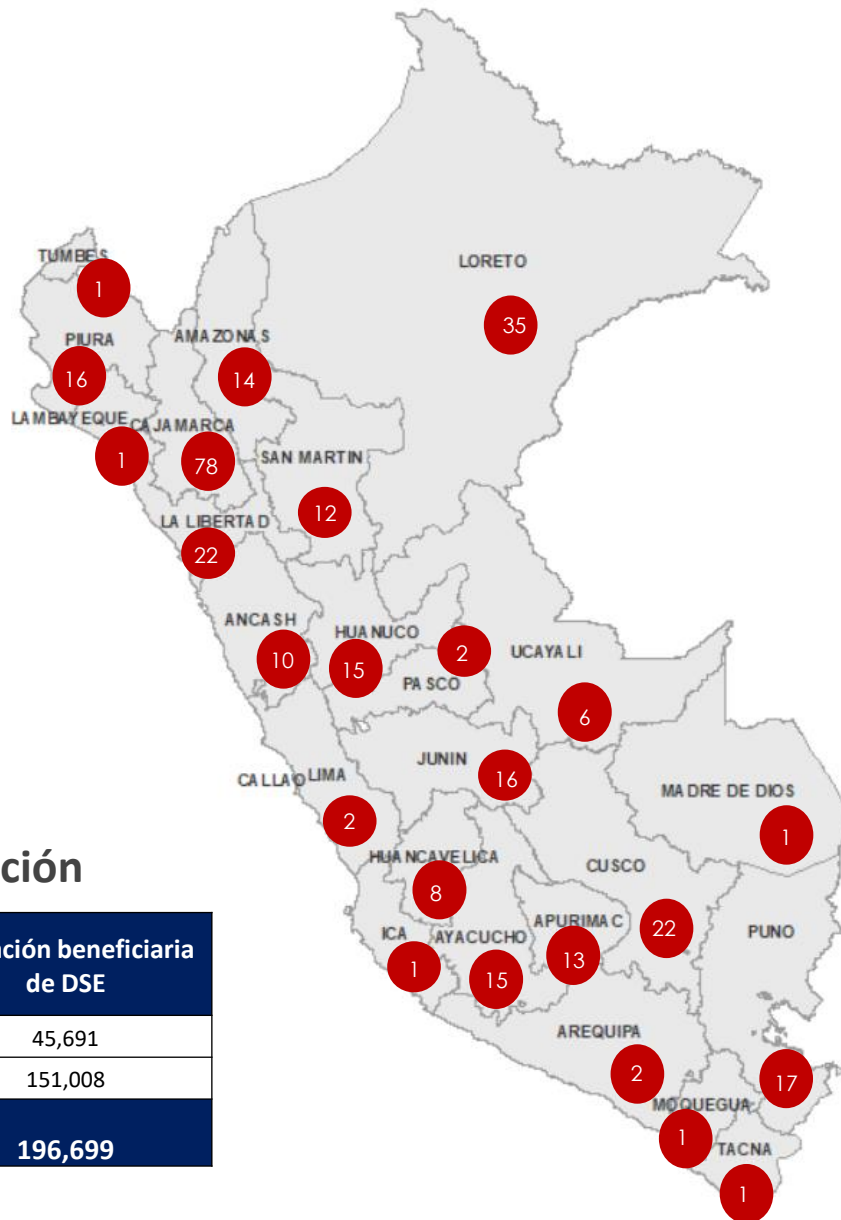 TUMBES
LORETO
1
35
PIURA
AMAZONAS
16
14
LAMBAYEQUE
CAJAMARCA
1
78
SAN MARTIN
12
LA LIBERTAD
22
ANCASH
HUANUCO
10
15
2
UCAYALI
PASCO
6
JUNIN
16
CALLAO
LIMA
MADRE DE DIOS
2
1
HUANCAVELICA
8
CUSCO
ción
ICA
AYACUCHO
APURIMAC
22
PUNO
1
15
13
ación beneficiaria
de DSE
45,691
151,008
196,699
AREQUIPA
2
17
MOQUEGUA
1
TACNA
1